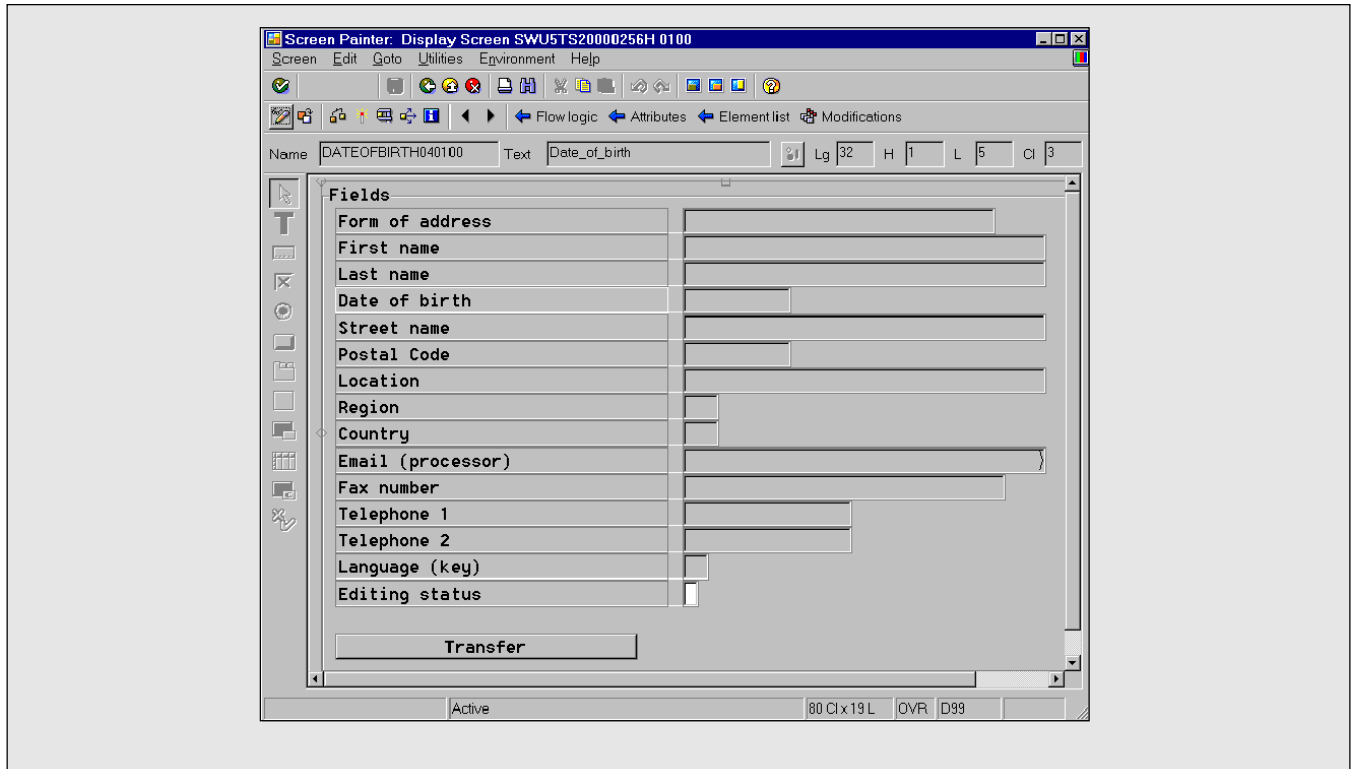 Screen Painter: Display Screen SWU5TS20000256H 0100
Screen Edit Goto Utilities Environment Help
Flow logic Attributes Element list Modifications
Name DATEOFBIRTH040100 Text Date_of_birth Lg 32 H 1 L 5 Cl 3
Fields
Form of address
First name
Last name
Date of birth
Street name
Postal Code
Location
Region
Country
Email (processor)
Fax number
Telephone 1
Telephone 2
Language (key)
Editing status
Transfer
Active 80 Cl x 19 L OVR D99